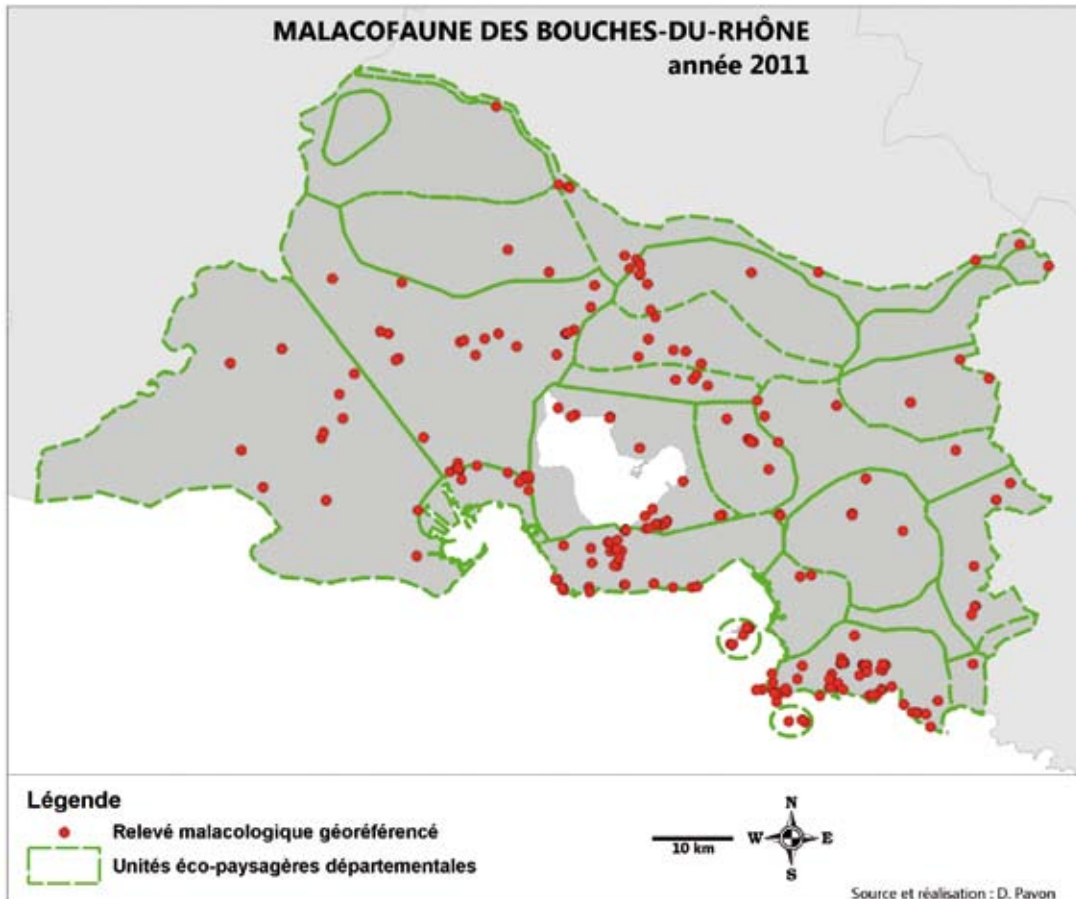 MALACOFAUNE DES BOUCHES-DU-RHÔNE
année 2011
Légende
Relevé malacologique géoréférencé
Unités éco-paysagères départementales
10 km
N
W E
S
Source et réalisation : D. Pavon